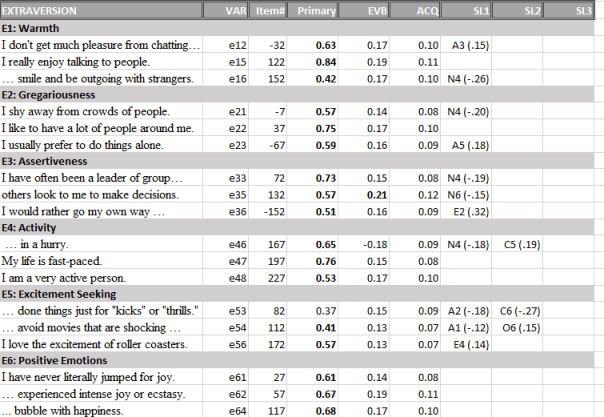 EXTRAVERSION VAR Item# Primary EVB ACQ SL1 SL2 SL3
E1: Warmth
I don't get much pleasure from chatting… e12 -32 0.63 0.17 0.10 A3 (.15)
I really enjoy talking to people. e15 122 0.84 0.19 0.11
… smile and be outgoing with strangers. e16 152 0.42 0.17 0.10 N4 (-.26)
E2: Gregariousness
I shy away from crowds of people. e21 -7 0.57 0.14 0.08 N4 (-.20)
I like to have a lot of people around me. e22 37 0.75 0.17 0.10
I usually prefer to do things alone. e23 -67 0.59 0.16 0.09 A5 (.18)
E3: Assertiveness
I have often been a leader of group… e33 72 0.73 0.15 0.08 N4 (-.19)
others look to me to make decisions. e35 132 0.57 0.21 0.12 N6 (-.15)
I would rather go my own way … e36 -152 0.51 0.16 0.09 E2 (.32)
E4: Activity
… in a hurry. e46 167 0.65 -0.18 0.09 N4 (-.18) C5 (.19)
My life is fast-paced. e47 197 0.76 0.15 0.08
I am a very active person. e48 227 0.53 0.17 0.10
E5: Excitement Seeking
… done things just for "kicks" or "thrills." e53 82 0.37 0.15 0.09 A2 (-.18) C6 (-.27)
… avoid movies that are shocking … e54 112 0.41 0.13 0.07 A1 (-.12) O6 (.15)
I love the excitement of roller coasters. e56 172 0.57 0.13 0.07 E4 (.14)
E6: Positive Emotions
I have never literally jumped for joy. e61 27 0.61 0.14 0.08
… experienced intense joy or ecstasy. e62 57 0.67 0.19 0.11
... bubble with happiness. e64 117 0.68 0.17 0.10